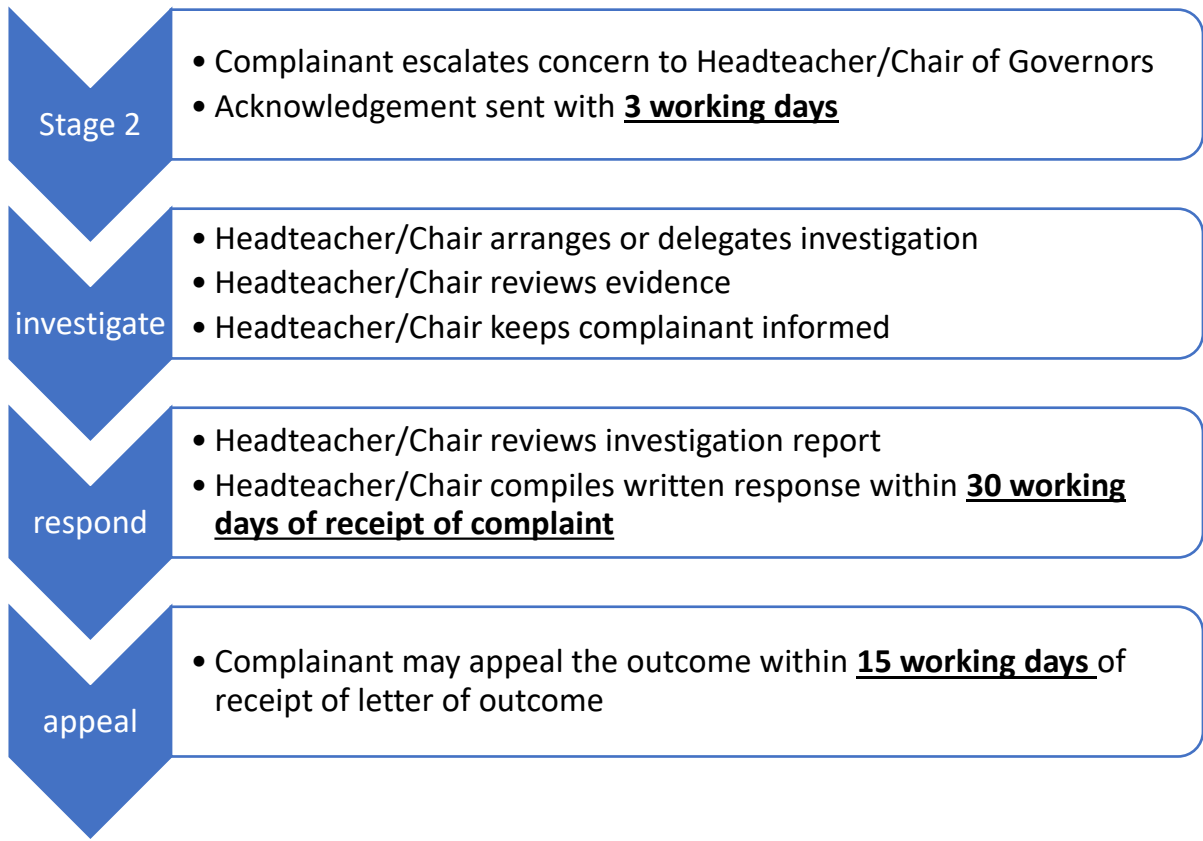 Stage 2
• Complainant escalates concern to Headteacher/Chair of Governors
• Acknowledgement sent with 3 working days
investigate
• Headteacher/Chair arranges or delegates investigation
• Headteacher/Chair reviews evidence
• Headteacher/Chair keeps complainant informed
respond
• Headteacher/Chair reviews investigation report
• Headteacher/Chair compiles written response within 30 working
days of receipt of complaint
appeal
• Complainant may appeal the outcome within 15 working days of
receipt of letter of outcome